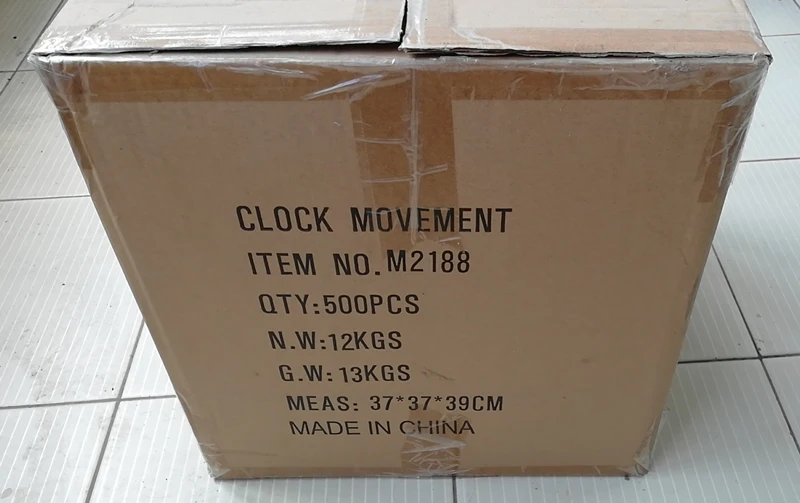 CLOCK MOVEMENT
ITEM NO. M2188
QTY:500PCS
N.W:12KGS
G.W: 13KGS
MEAS: 37*37*39CM
MADE IN CHINA